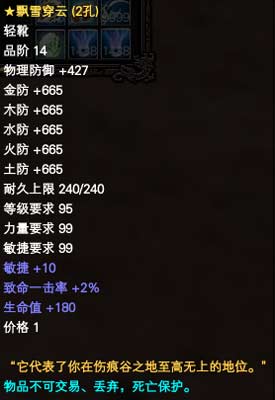 ★飘雪穿云 (2孔)
轻靴
品阶 14
物理防御 +427
金防 +665
木防 +665
水防 +665
火防 +665
土防 +665
耐久上限 240/240
等级要求 95
力量要求 99
敏捷要求 99
敏捷 +10
致命一击率 +2%
生命值 +180
价格 1
“它代表了你在伤痕谷之地至高无上的地位。”
物品不可交易、丢弃，死亡保护。